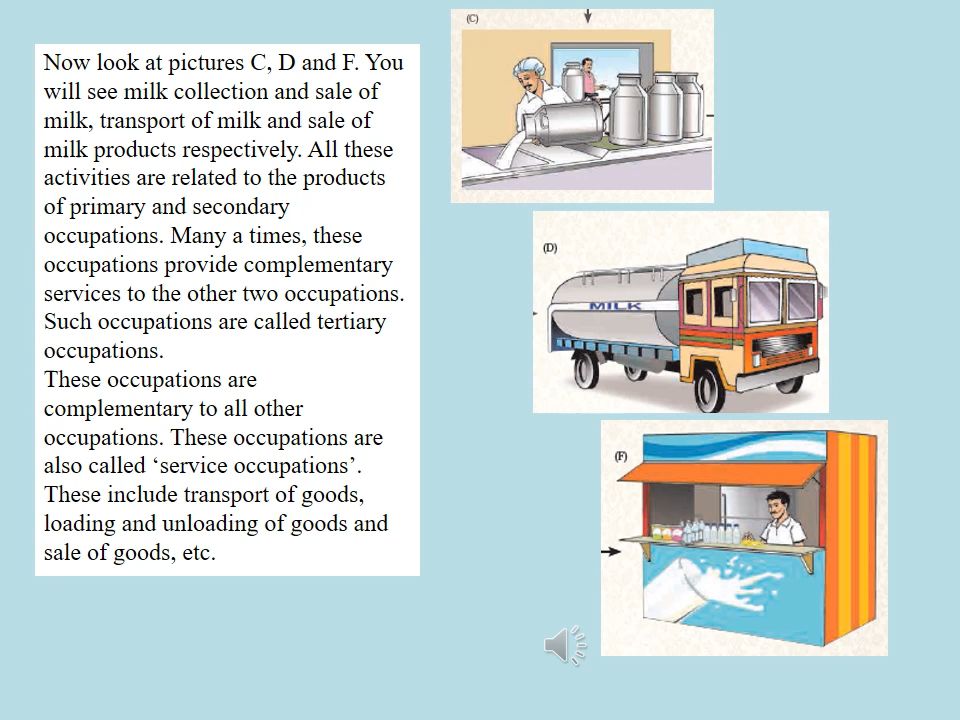 Now look at pictures C, D and F. You
will see milk collection and sale of
milk, transport of milk and sale of
milk products respectively. All these
activities are related to the products
of primary and secondary
occupations. Many a times, these
occupations provide complementary
services to the other two occupations.
Such occupations are called tertiary
occupations.
These occupations are
complementary to all other
occupations. These occupations are
also called ‘service occupations’.
These include transport of goods,
loading and unloading of goods and
sale of goods, etc.
(C)
(D)
MILK
(F)